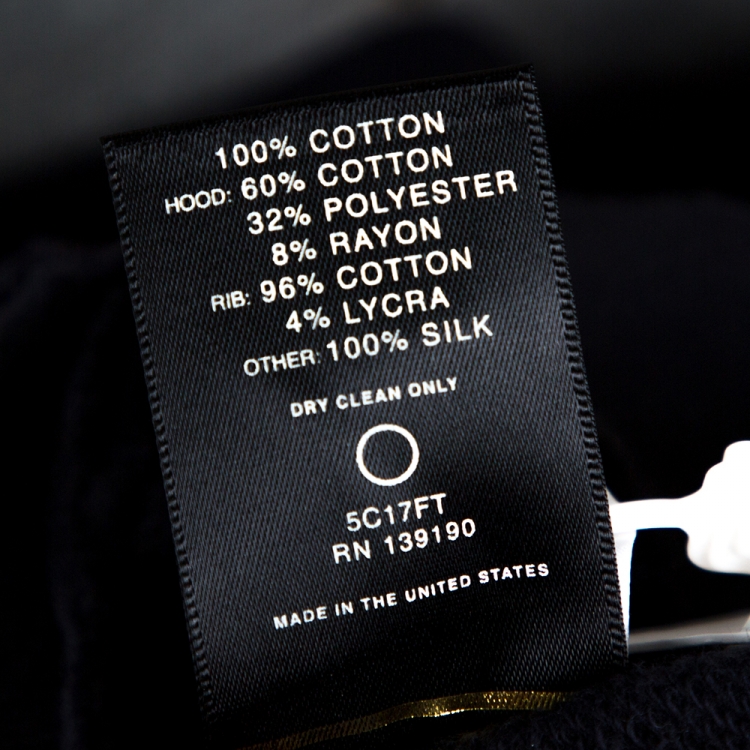 100% COTTON
HOOD: 60% COTTON
32% POLYESTER
8% RAYON
RIB: 96% COTTON
4% LYCRA
OTHER: 100% SILK
DRY CLEAN ONLY
5C17FT
RN 139190
MADE IN THE UNITED STATES